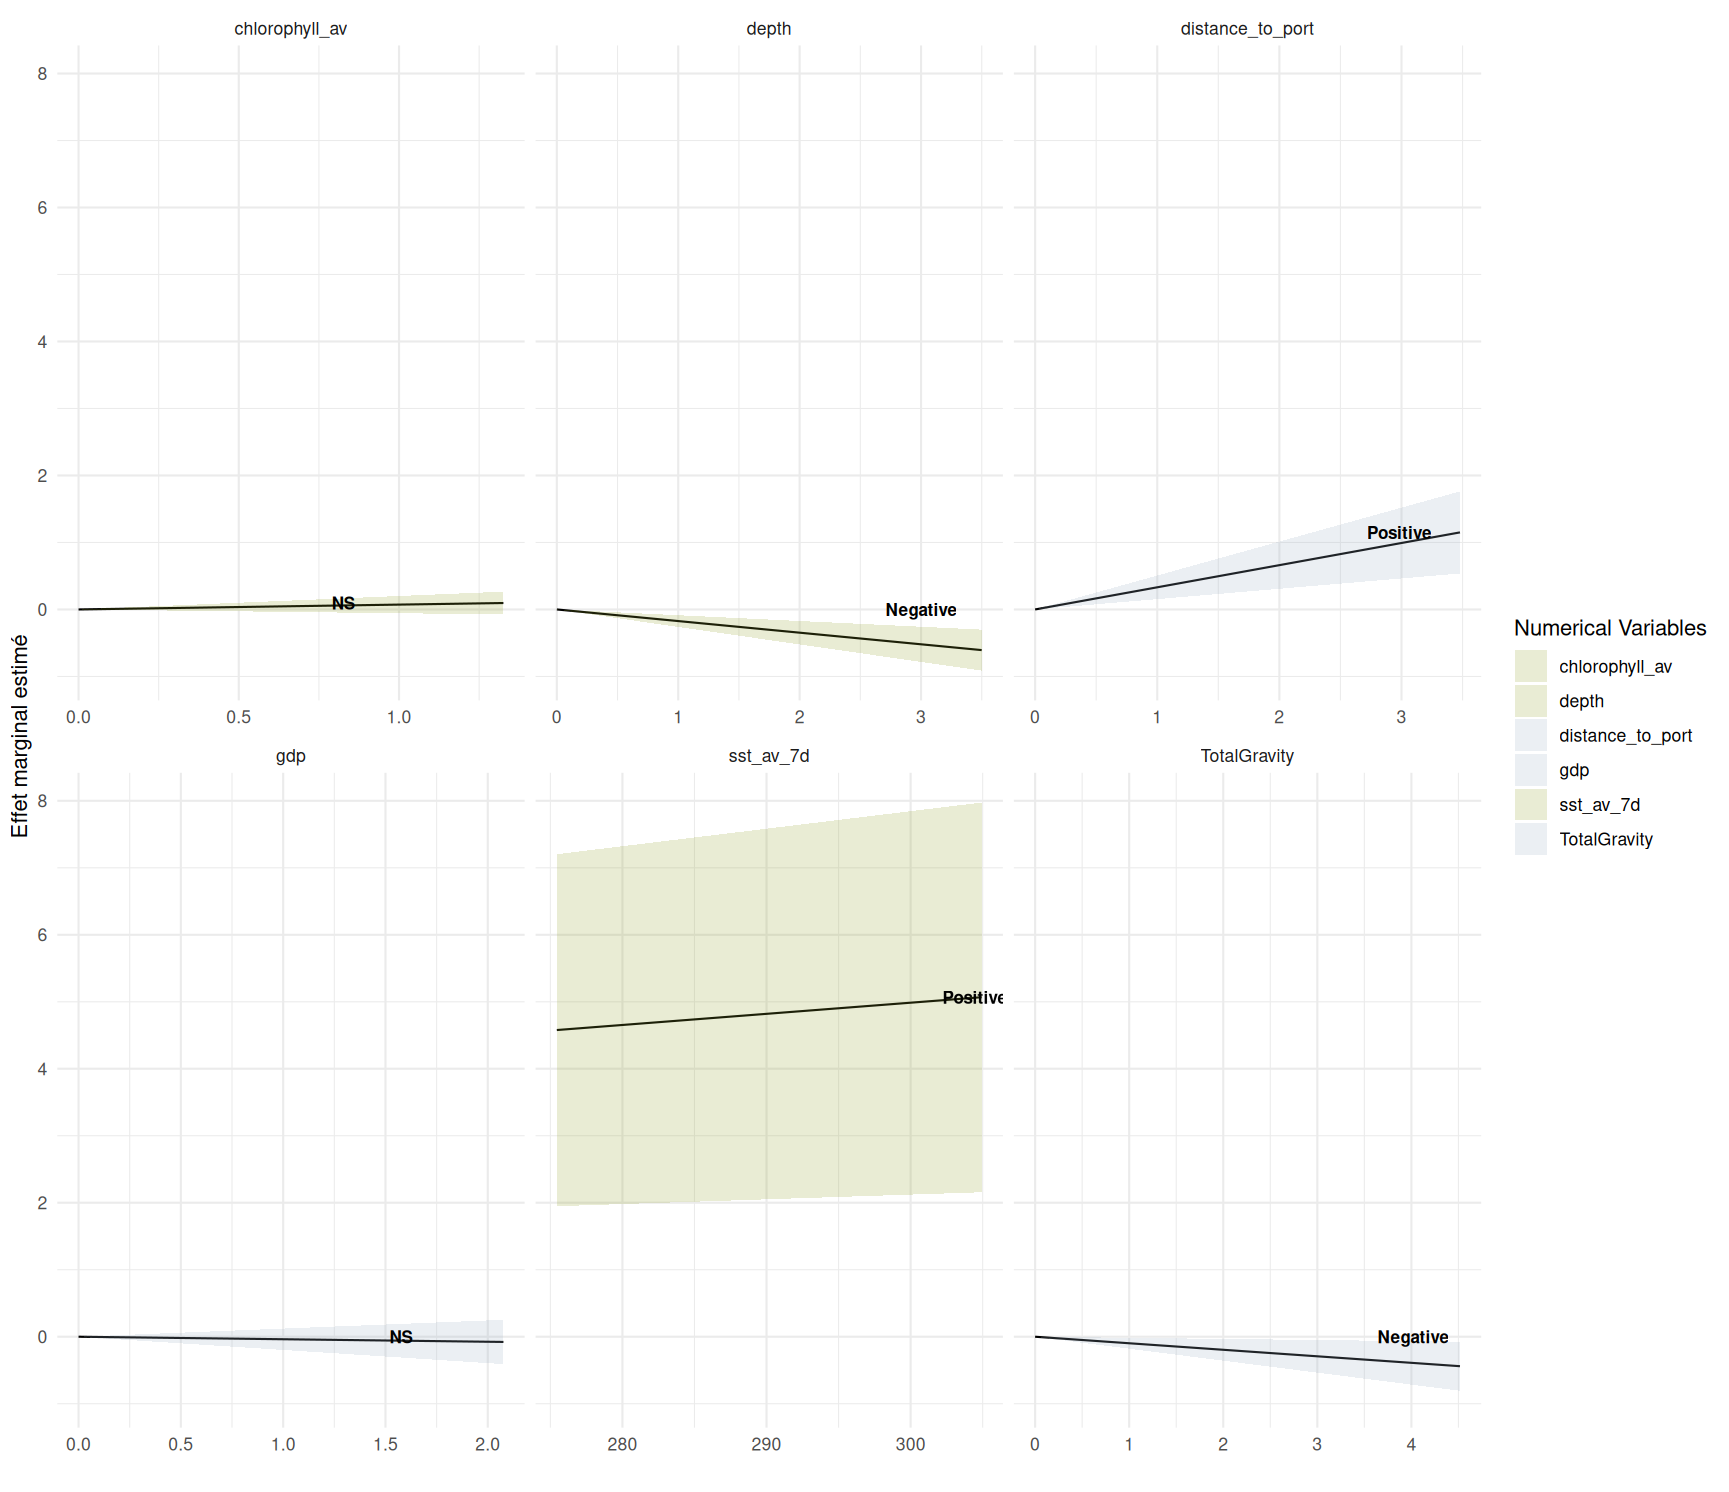 chlorophyll_av
depth
distance_to_port
8
6
4
2
0
NS
Negative
Positive
0.0 0.5 1.0
0 1 2 3
0 1 2 3
Effet marginal estimé
gdp
sst_av_7d
TotalGravity
8
6
4
2
0
NS
Positive
Negative
0.0 0.5 1.0 1.5 2.0
280 290 300
0 1 2 3 4
Numerical Variables
chlorophyll_av
depth
distance_to_port
gdp
sst_av_7d
TotalGravity